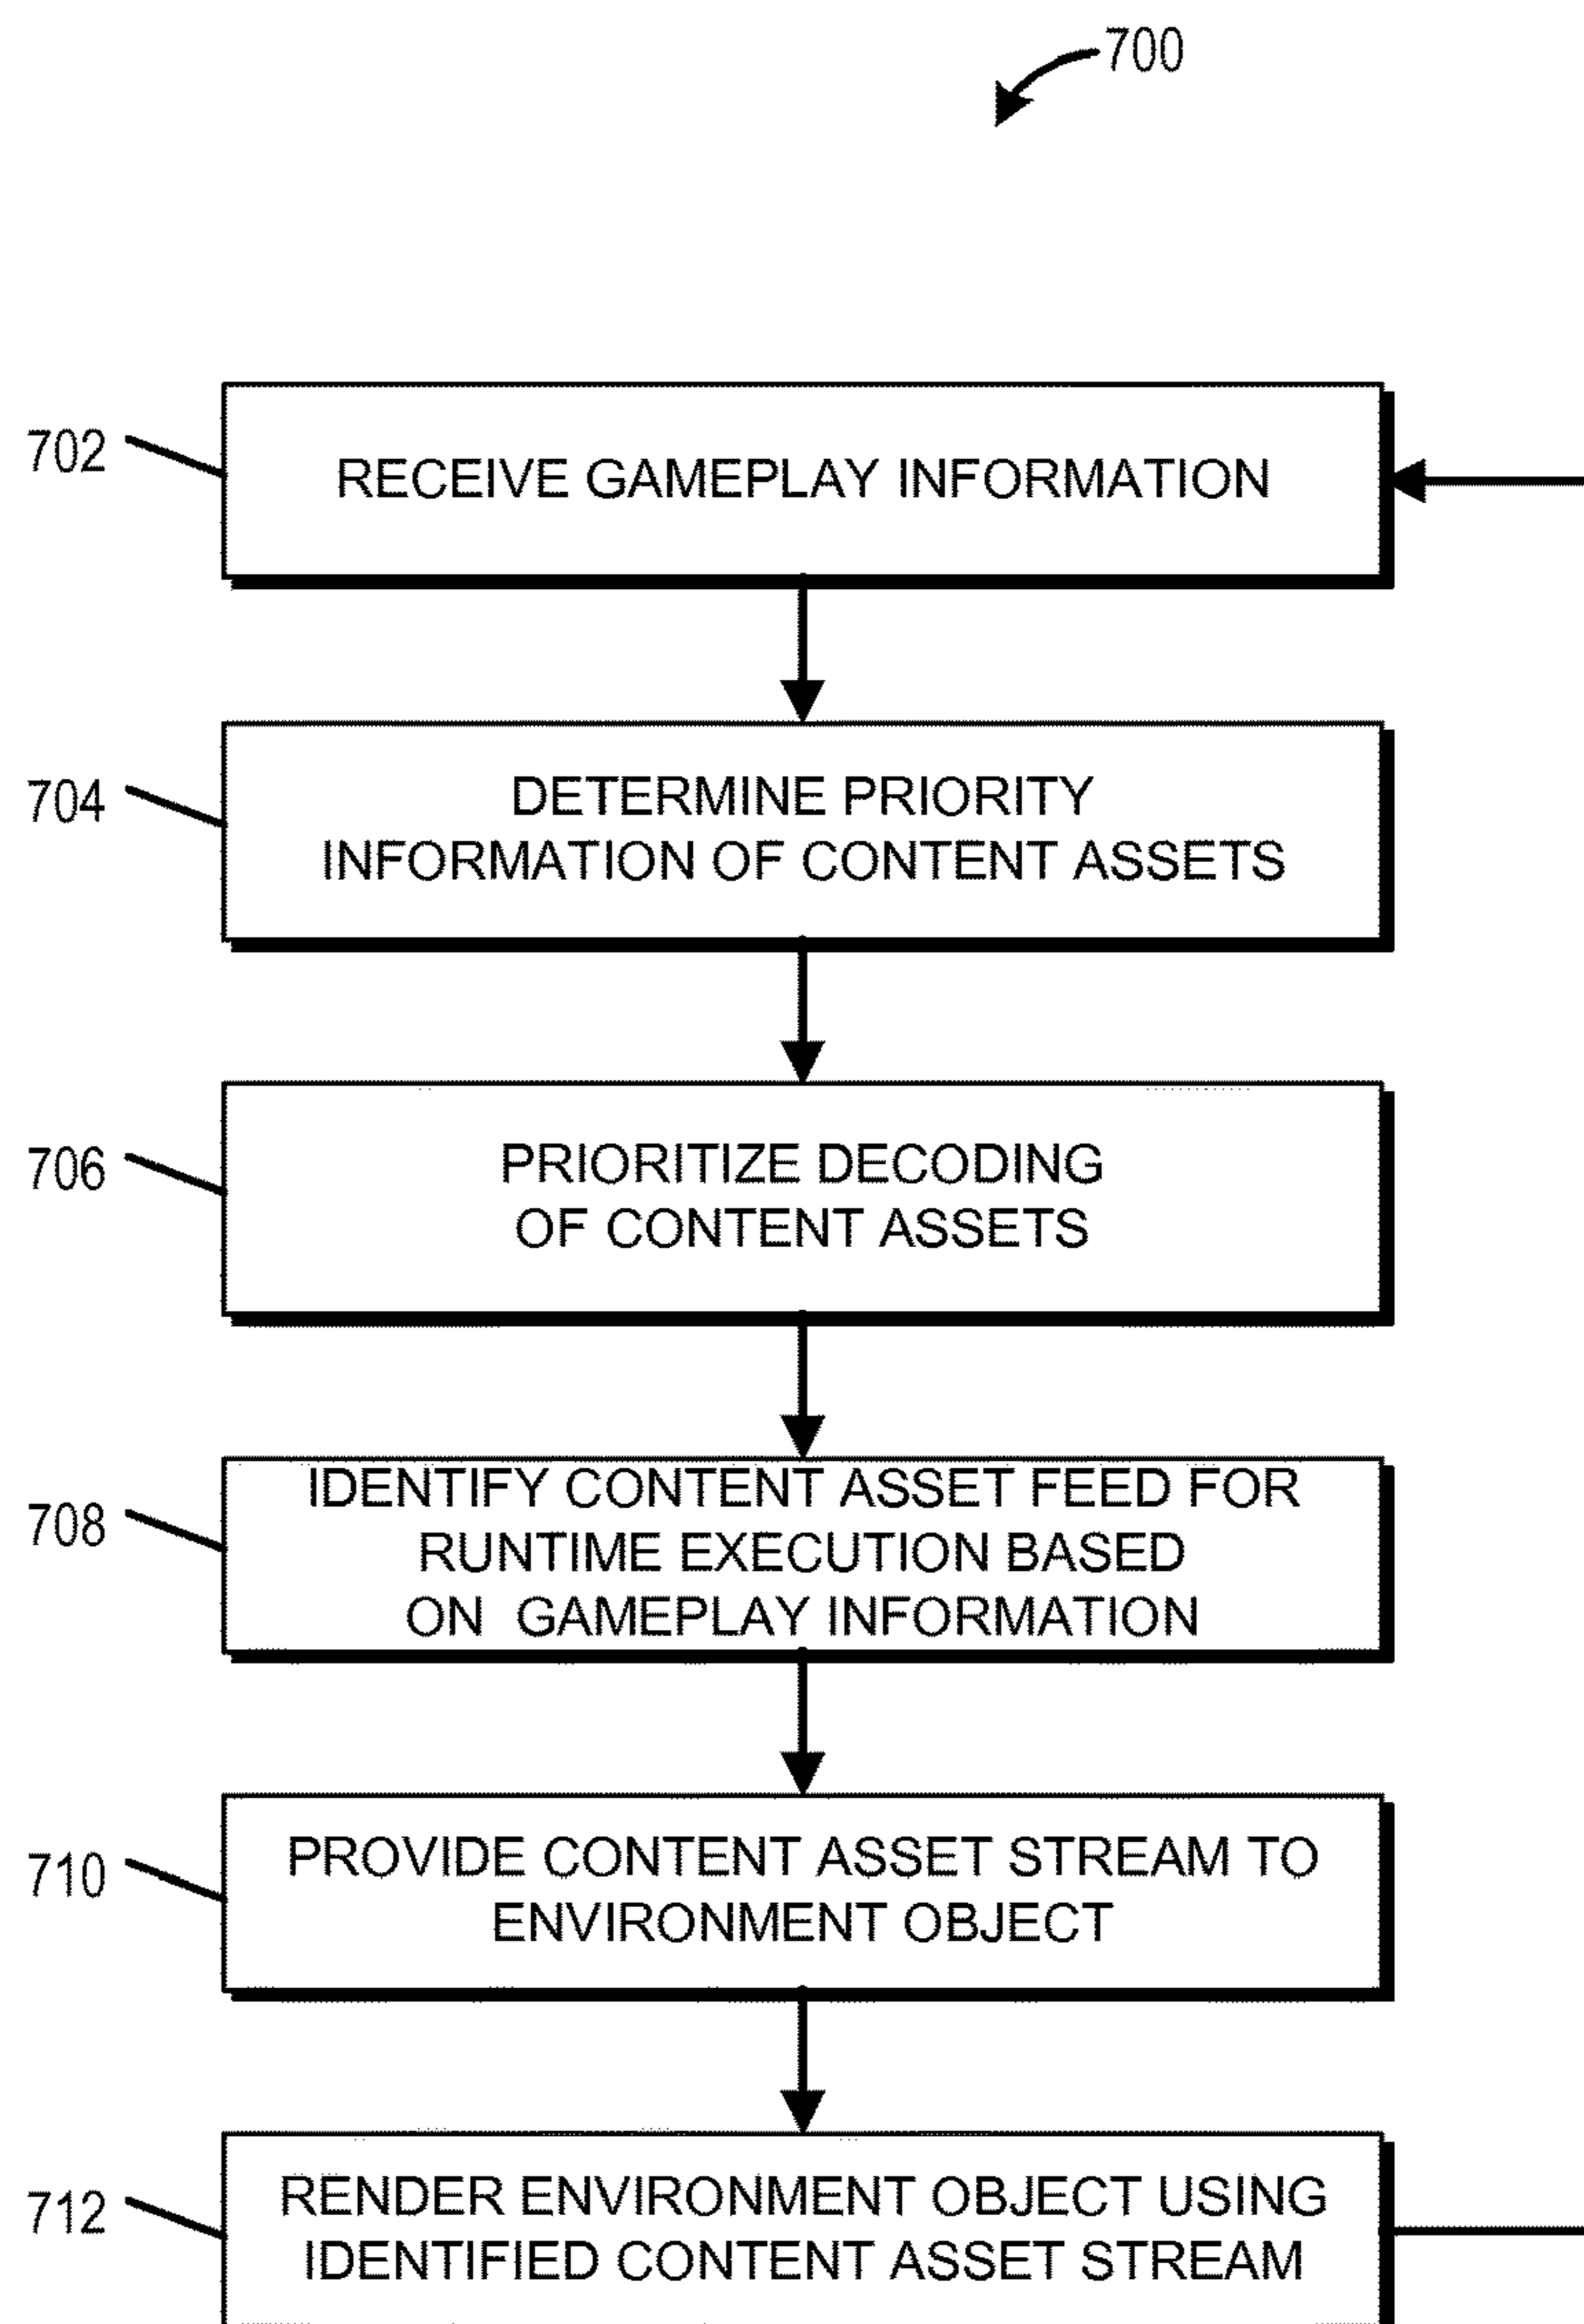 700
702
RECEIVE GAMEPLAY INFORMATION
704
DETERMINE PRIORITY
INFORMATION OF CONTENT ASSETS
706
PRIORITIZE DECODING
OF CONTENT ASSETS
708
IDENTIFY CONTENT ASSET FEED FOR
RUNTIME EXECUTION BASED
ON GAMEPLAY INFORMATION
710
PROVIDE CONTENT ASSET STREAM TO
ENVIRONMENT OBJECT
712
RENDER ENVIRONMENT OBJECT USING
IDENTIFIED CONTENT ASSET STREAM